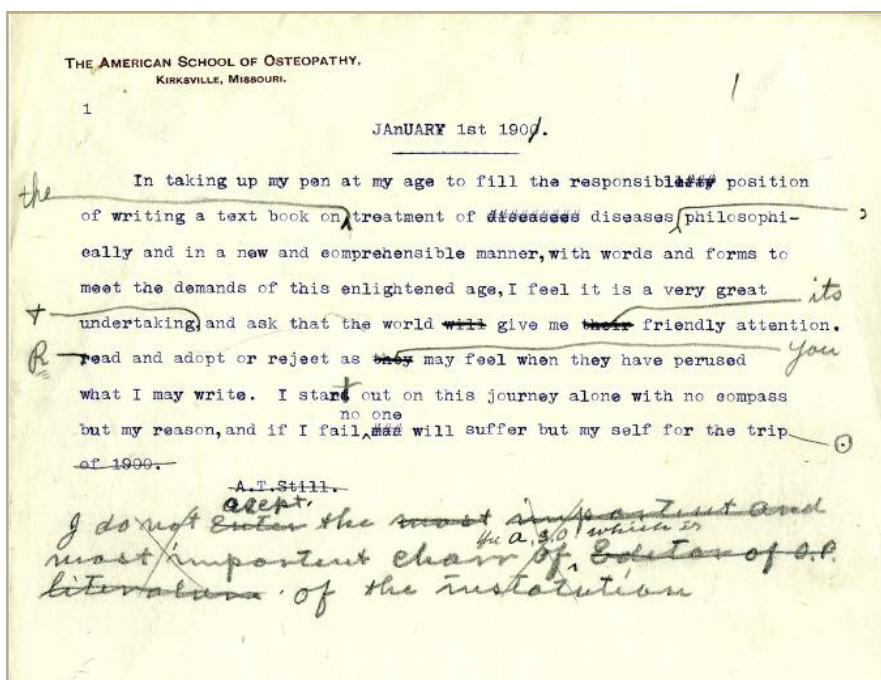 THE AMERICAN SCHOOL OF OSTEOPATHY,
KIRKSVILLE, MISSOURI.
1
1
JAnUARY 1st 1900.
In taking up my pen at my age to fill the responsible position
the
of writing a text book on treatment of diseases diseases philosophi-
,
cally and in a new and comprehensible manner,with words and forms to
meet the demands of this enlightened age,I feel it is a very great
its
undertaking, and ask that the world will give me their friendly attention.
R read and adopt or reject as they may feel when they have perused
you
what I may write. I start out on this journey alone with no compass
no one
but my reason,and if I fail, man will suffer but my self for the trip
of 1900.
A.T.Still.
acept.
I do not Enter the most important and
the A.S.O. which is
most important chair of Editor of O.P.
literature. of the institution